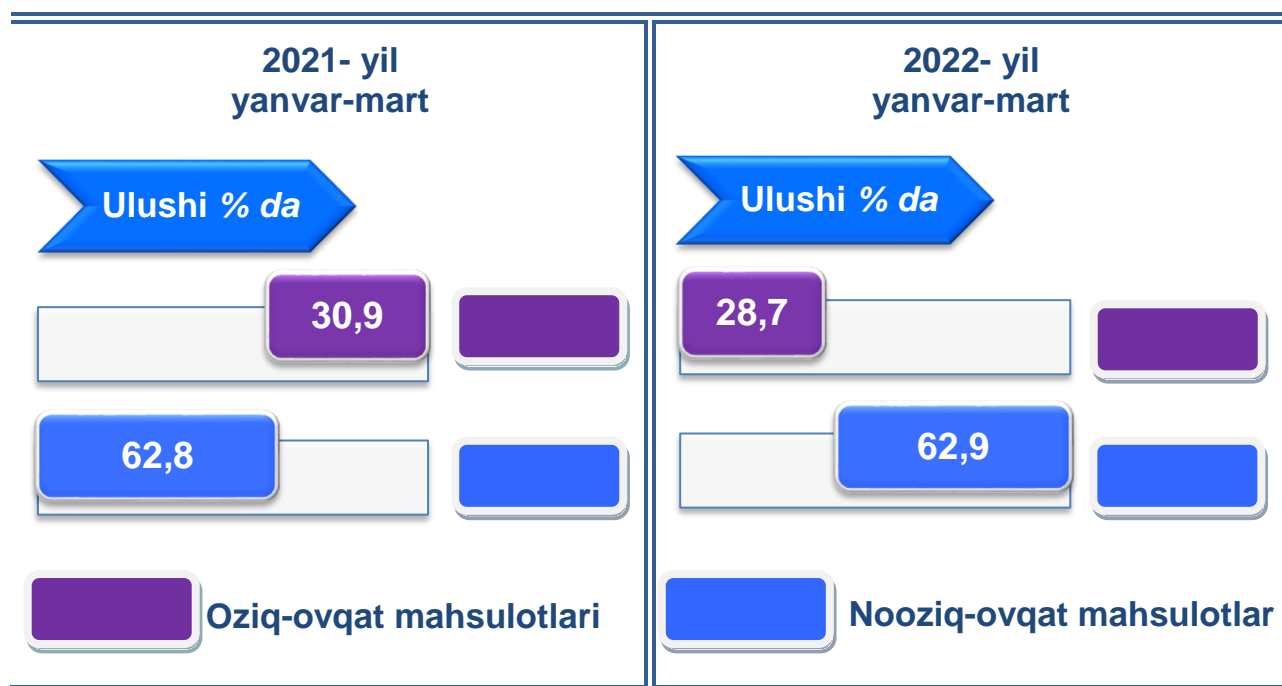 2021- yil
yanvar-mart
Ulushi % da
30,9
62,8
Oziq-ovqat mahsulotlari
2022- yil
yanvar-mart
Ulushi % da
28,7
62,9
Nooziq-ovqat mahsulotlar